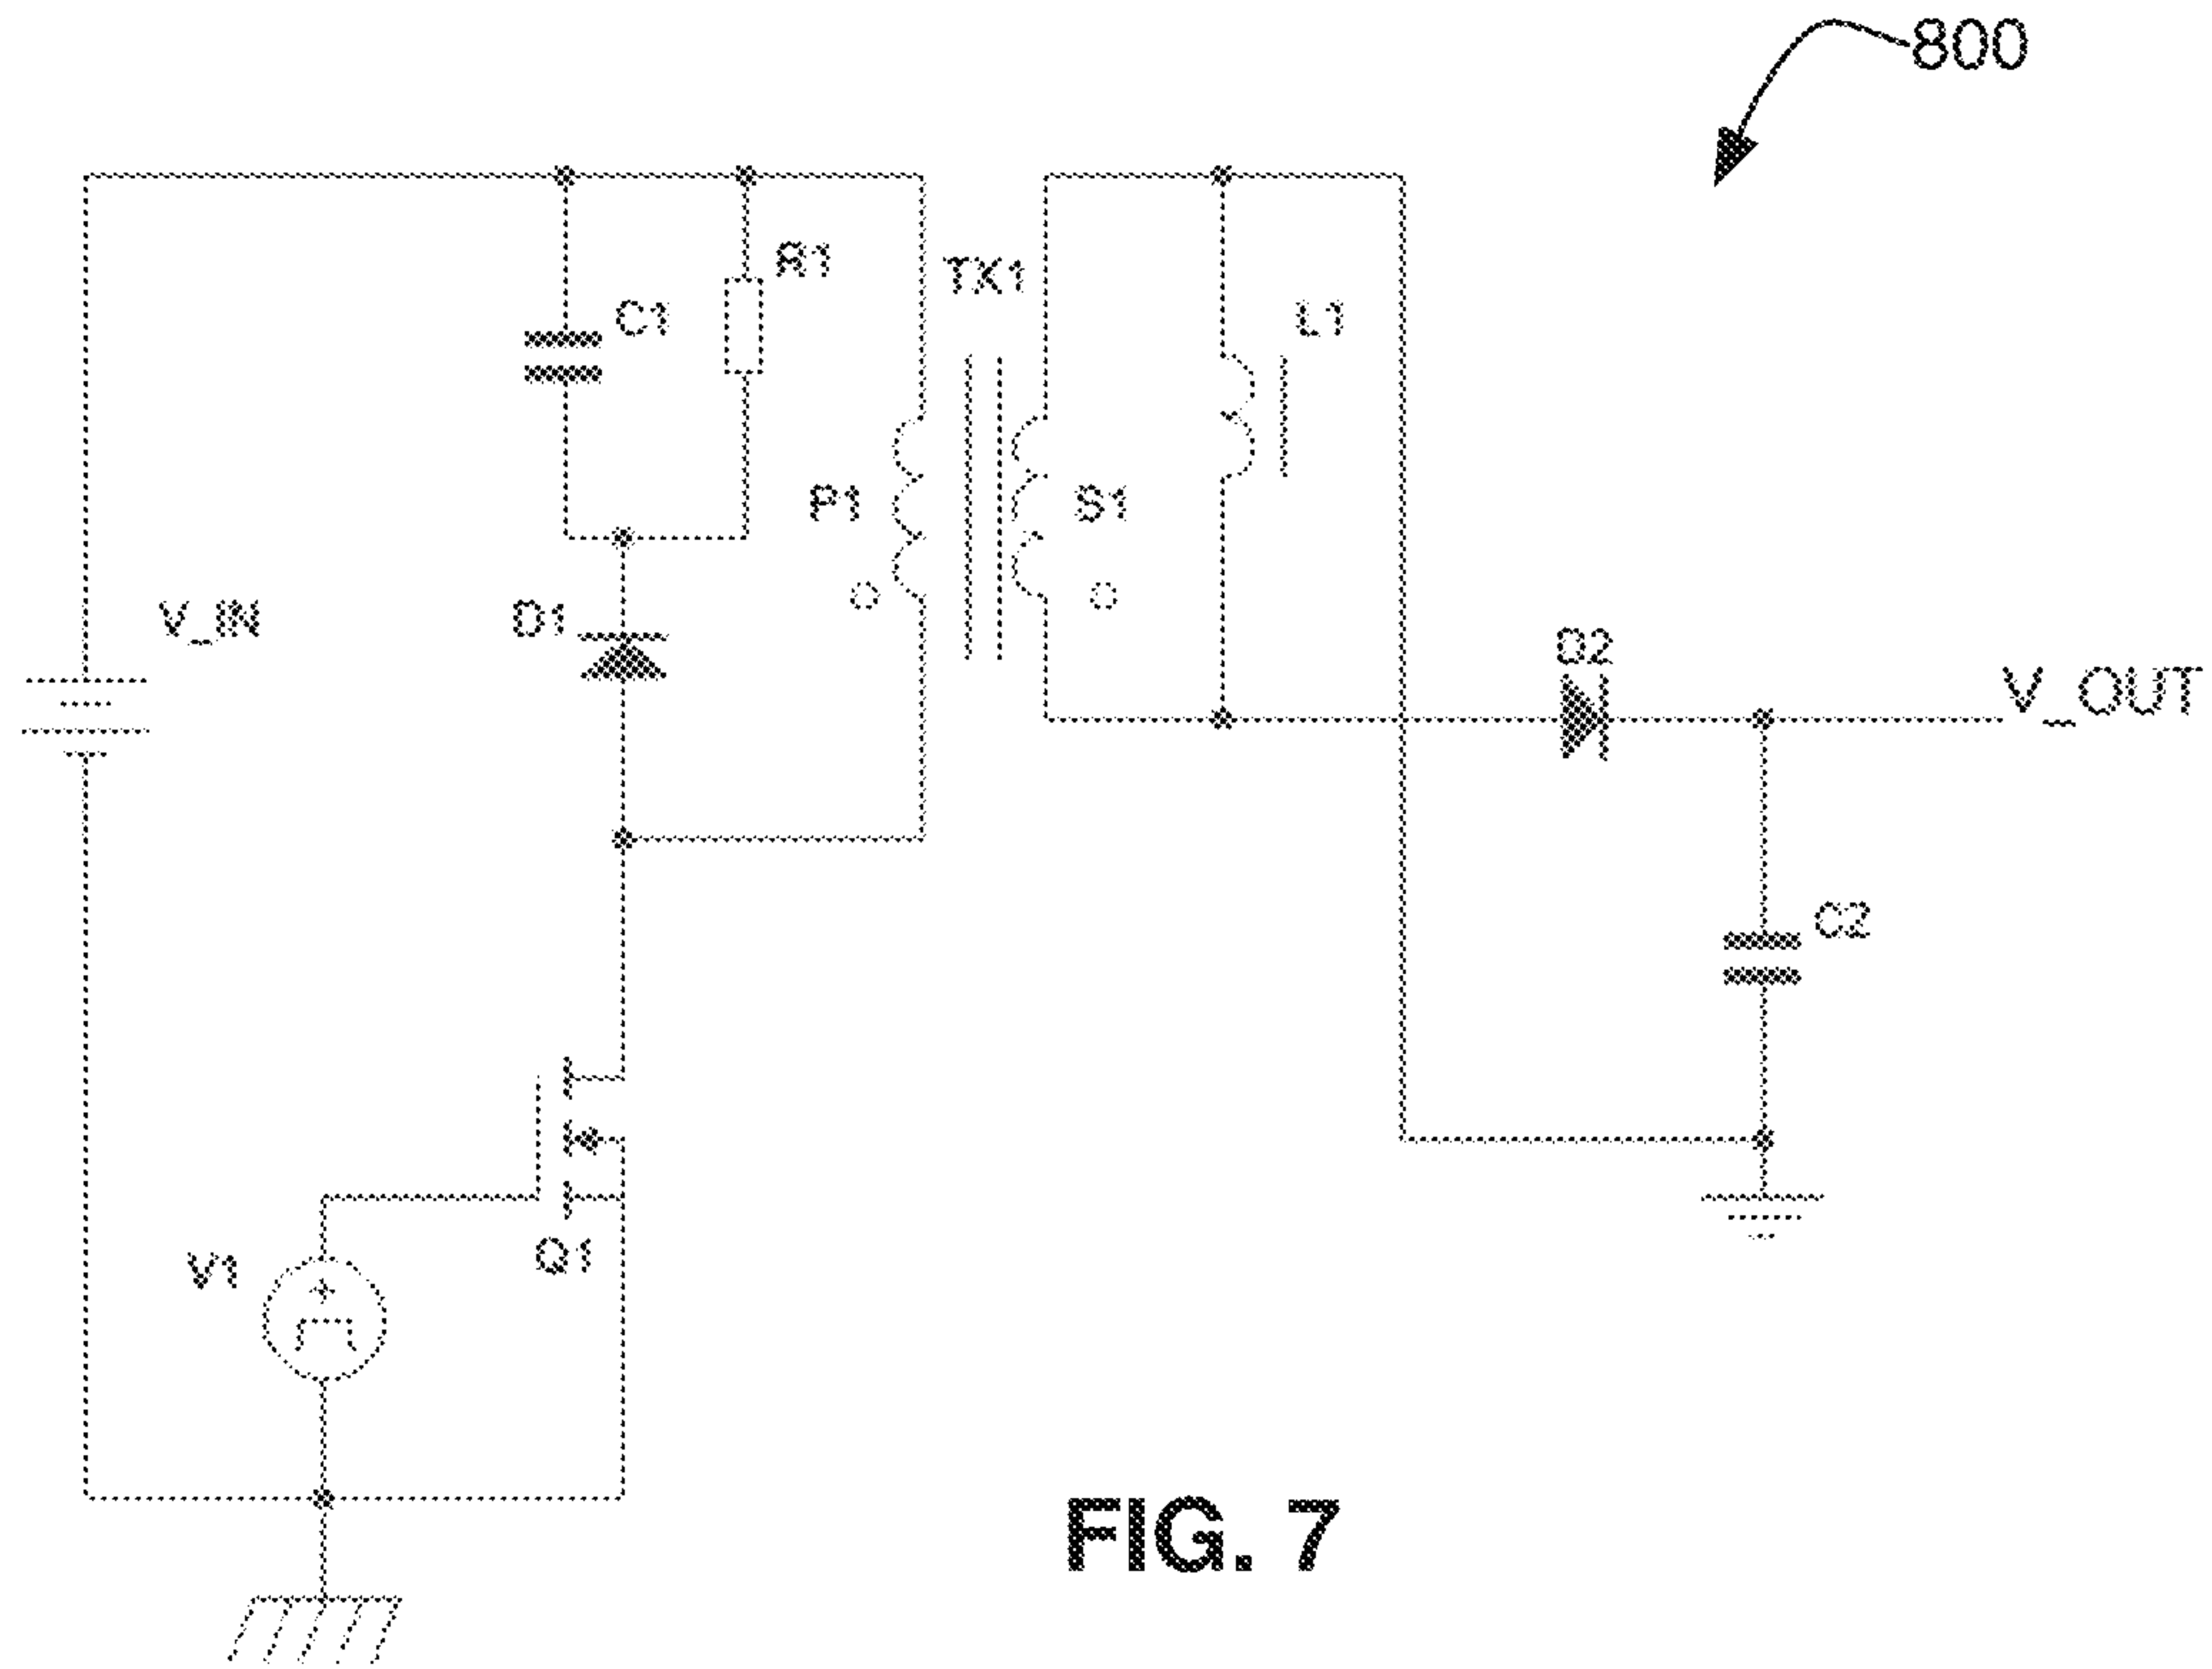 800
R1
TX1
C1
L1
P1
S1
V_IN
D1
D2
V_OUT
C2
Q1
V1
FIG. 7